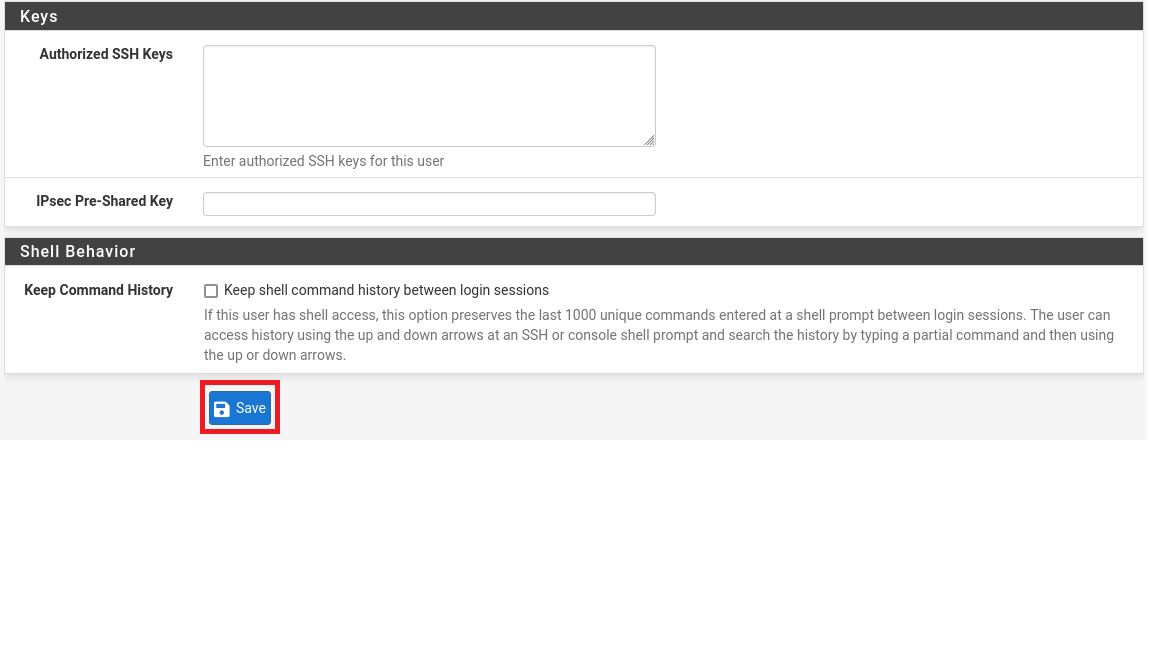 Keys
Authorized SSH Keys
Enter authorized SSH keys for this user
IPsec Pre-Shared Key
Shell Behavior
Keep Command History
Keep shell command history between login sessions
If this user has shell access, this option preserves the last 1000 unique commands entered at a shell prompt between login sessions. The user can
access history using the up and down arrows at an SSH or console shell prompt and search the history by typing a partial command and then using
the up or down arrows.
Save